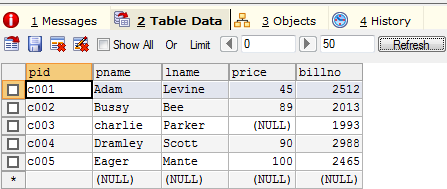 1 Messages 2 Table Data 3 Objects 4 History
Show All Or Limit 0 50 Refresh
pid pname lname price billno
c001 Adam Levine 45 2512
c002 Bussy Bee 89 2013
c003 charlie Parker (NULL) 1993
c004 Dramley Scott 90 2988
c005 Eager Mante 100 2465
* (NULL) (NULL) (NULL) (NULL)